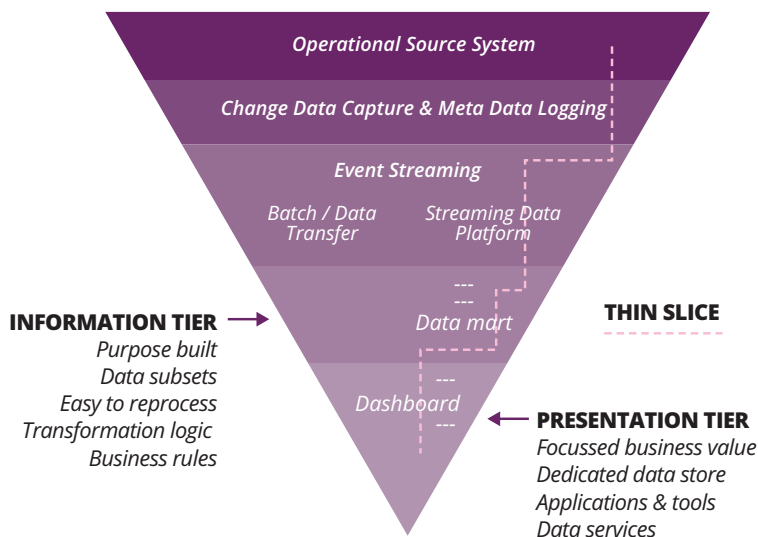 Operational Source System
Change Data Capture & Meta Data Logging
Event Streaming
Batch / Data
Transfer
Streaming Data
Platform
---
---
Data mart
---
Dashboard
---
INFORMATION TIER
Purpose built
Data subsets
Easy to reprocess
Transformation logic
Business rules
THIN SLICE
PRESENTATION TIER
Focussed business value
Dedicated data store
Applications & tools
Data services